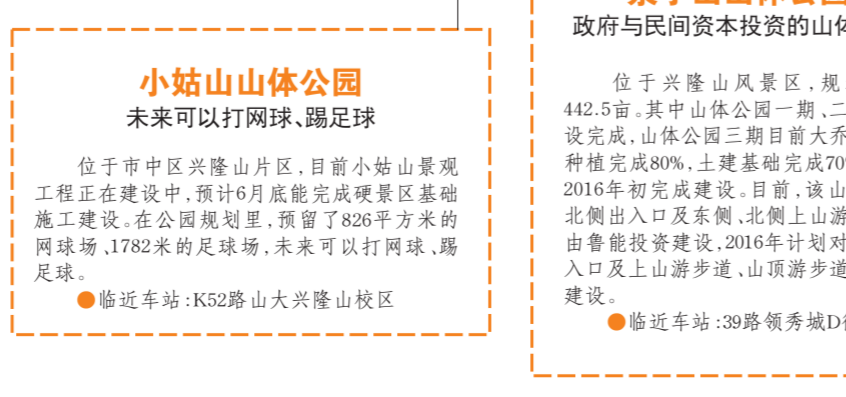 小姑山山体公园
未来可以打网球、踢足球
位于市中区兴隆山片区,目前小姑山景观
工程正在建设中,预计6月底能完成硬景区基础
施工建设。在公园规划里,预留了826平方米的
网球场、1782米的足球场,未来可以打网球、踢
足球。
●临近车站:K52路山大兴隆山校区
山山体公园
政府与民间资本投资的山体
位于兴隆山风景区,规
442.5亩。其中山体公园一期、二
设完成,山体公园三期目前大乔
种植完成80%,土建基础完成70
2016年初完成建设。目前,该山
北侧出入口及东侧、北侧上山游
由鲁能投资建设,2016年计划对
入口及上山游步道、山顶游步道
建设。
●临近车站:39路领秀城D